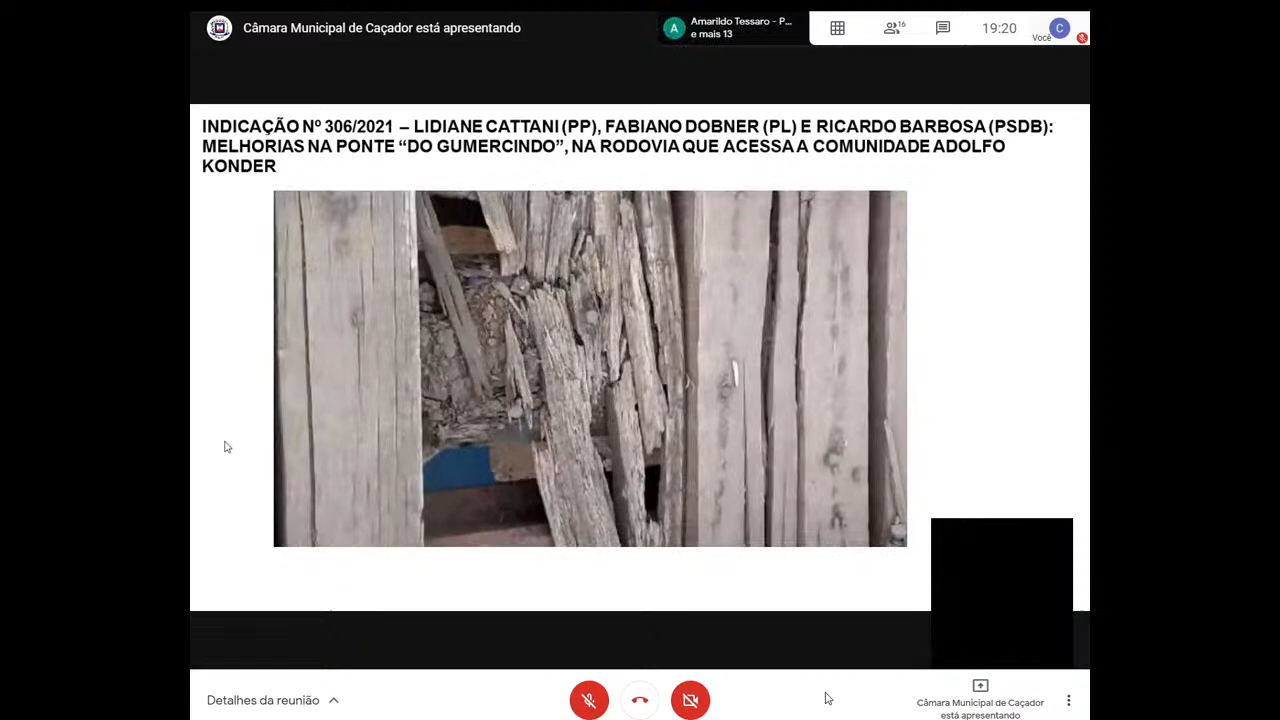 Câmara Municipal de Caçador está apresentando
Amarildo Tessaro - P...
e mais 13
16
19:20
Você
C
A
INDICAÇÃO Nº 306/2021 – LIDIANE CATTANI (PP), FABIANO DOBNER (PL) E RICARDO BARBOSA (PSDB):
MELHORIAS NA PONTE “DO GUMERCINDO”, NA RODOVIA QUE ACESSA A COMUNIDADE ADOLFO
KONDER
Detalhes da reunião
Câmara Municipal de Caçador
está apresentando